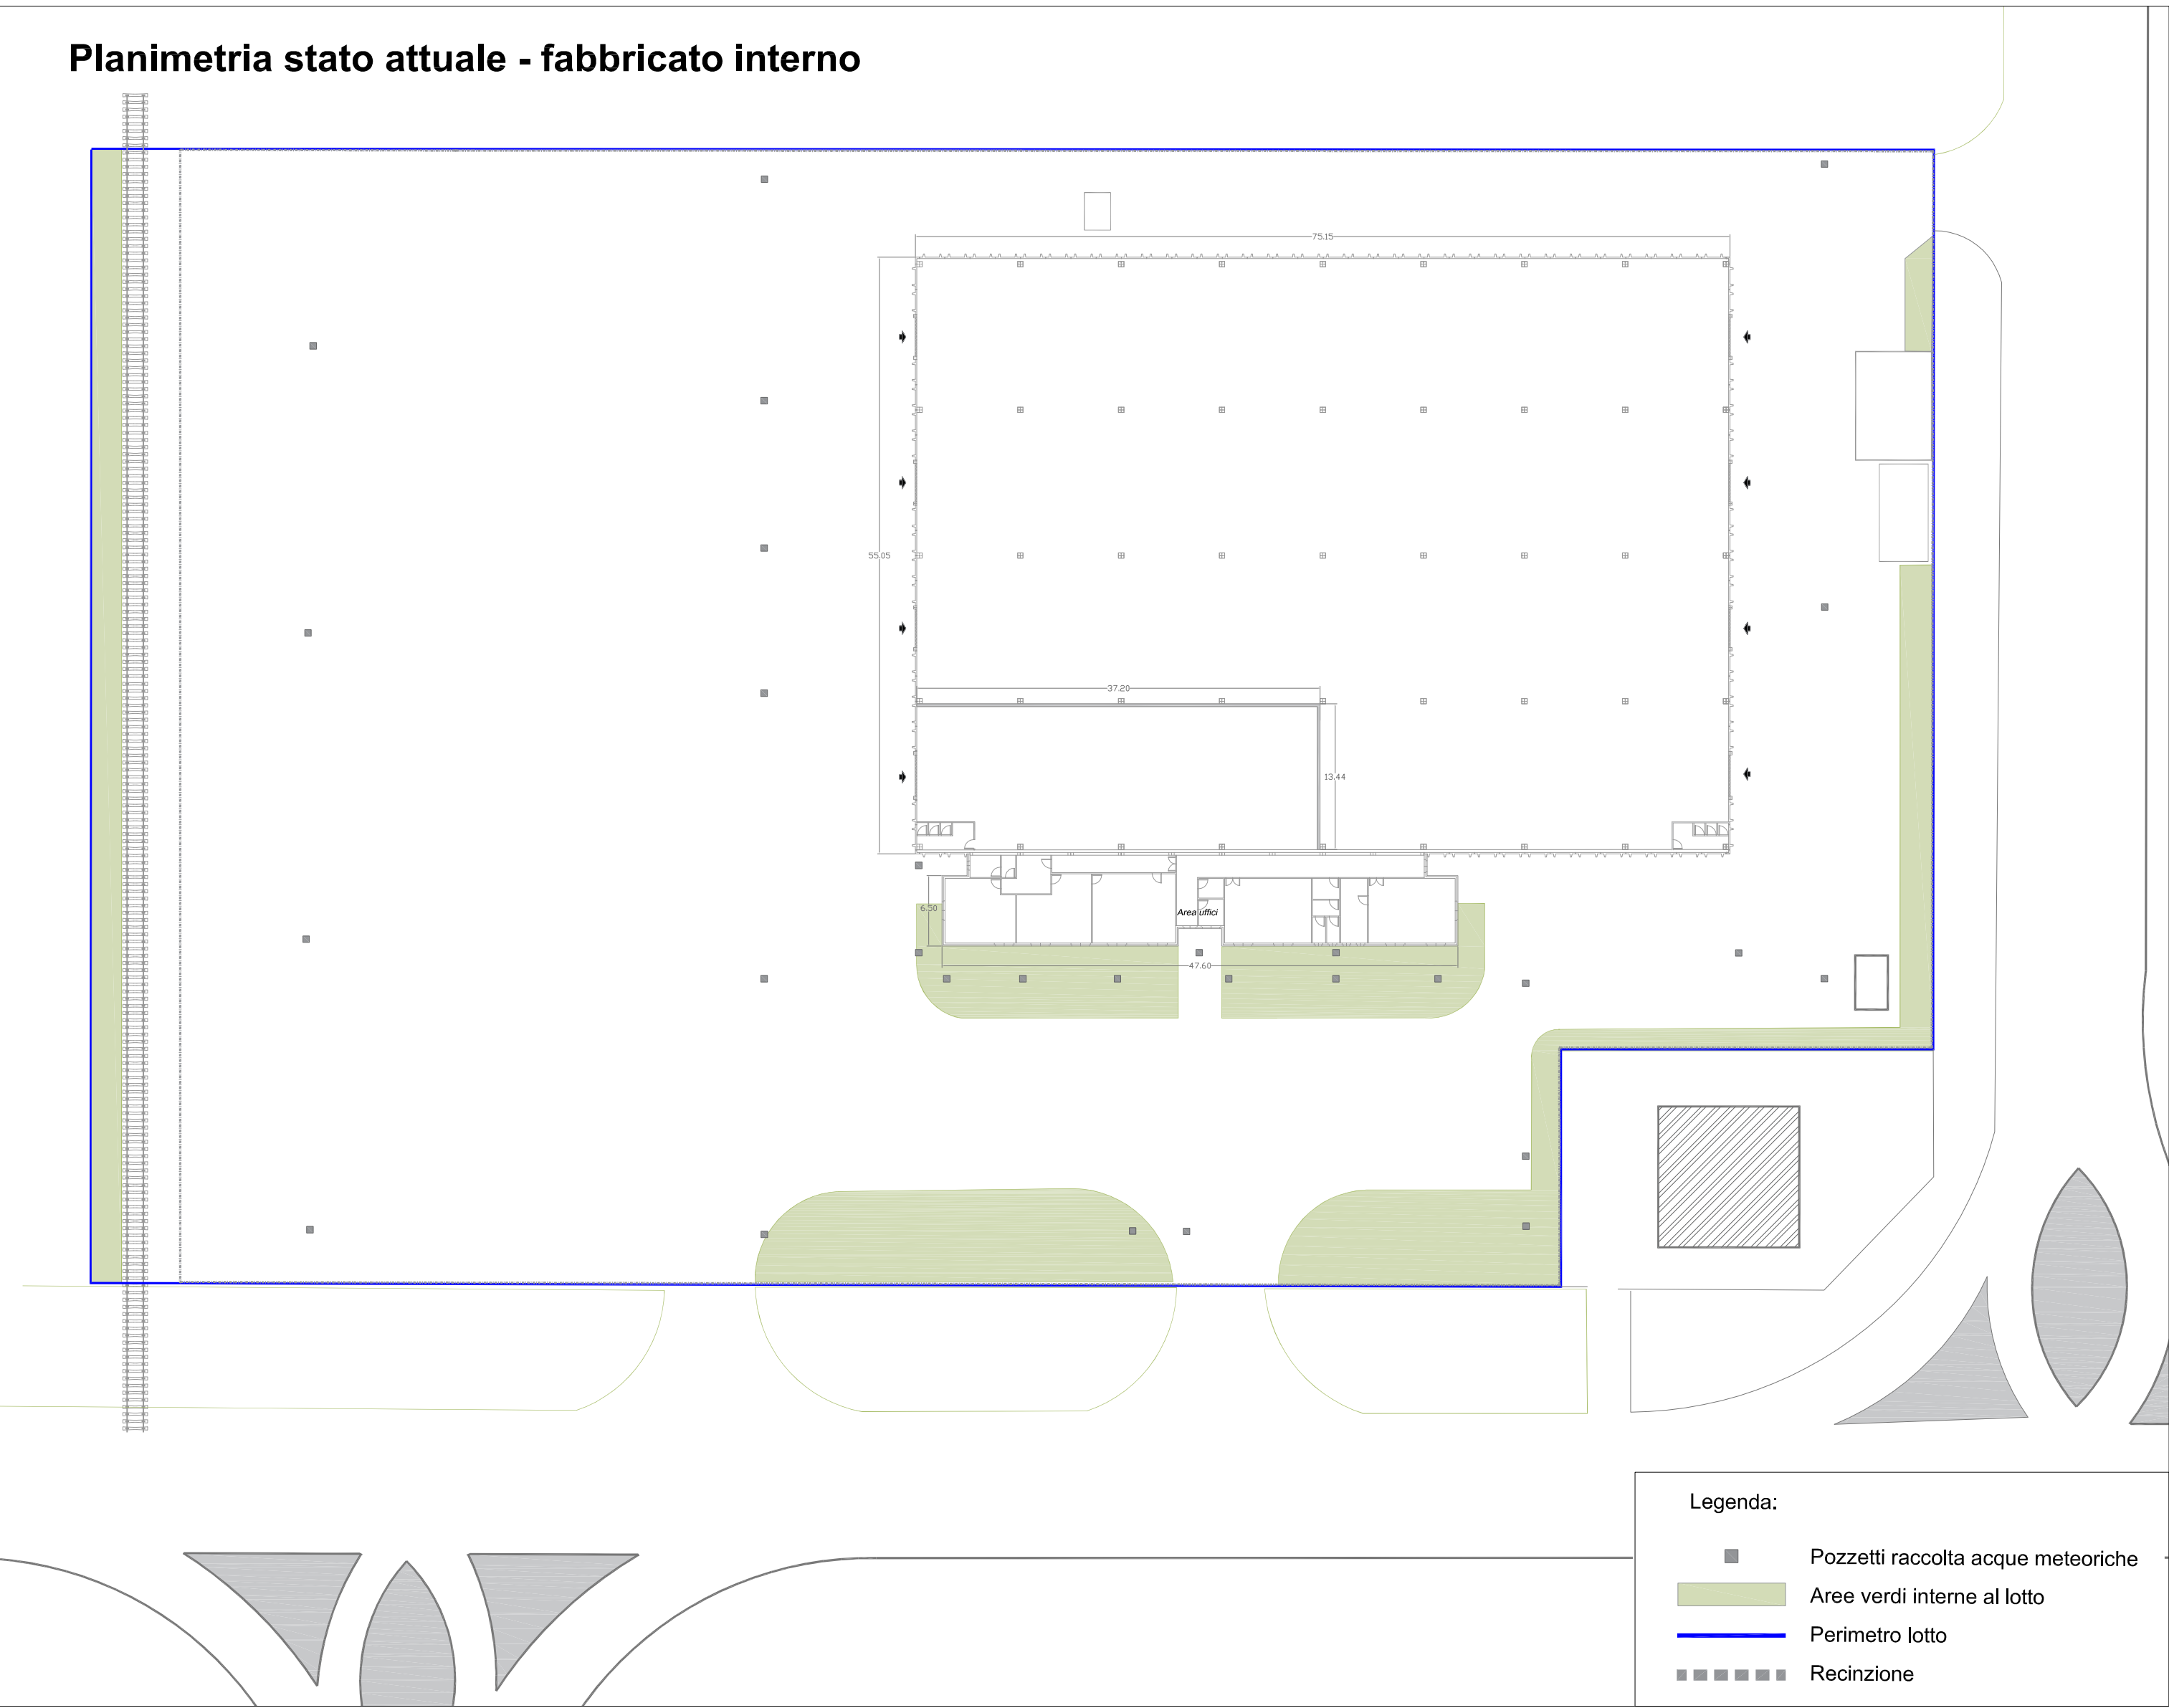 Planimetria stato attuale - fabbricato interno
75.15
55.05
37.20
13.44
6.50
Area uffici
47.60
Legenda:
Pozzetti raccolta acque meteoriche
Aree verdi interne al lotto
Perimetro lotto
Recinzione